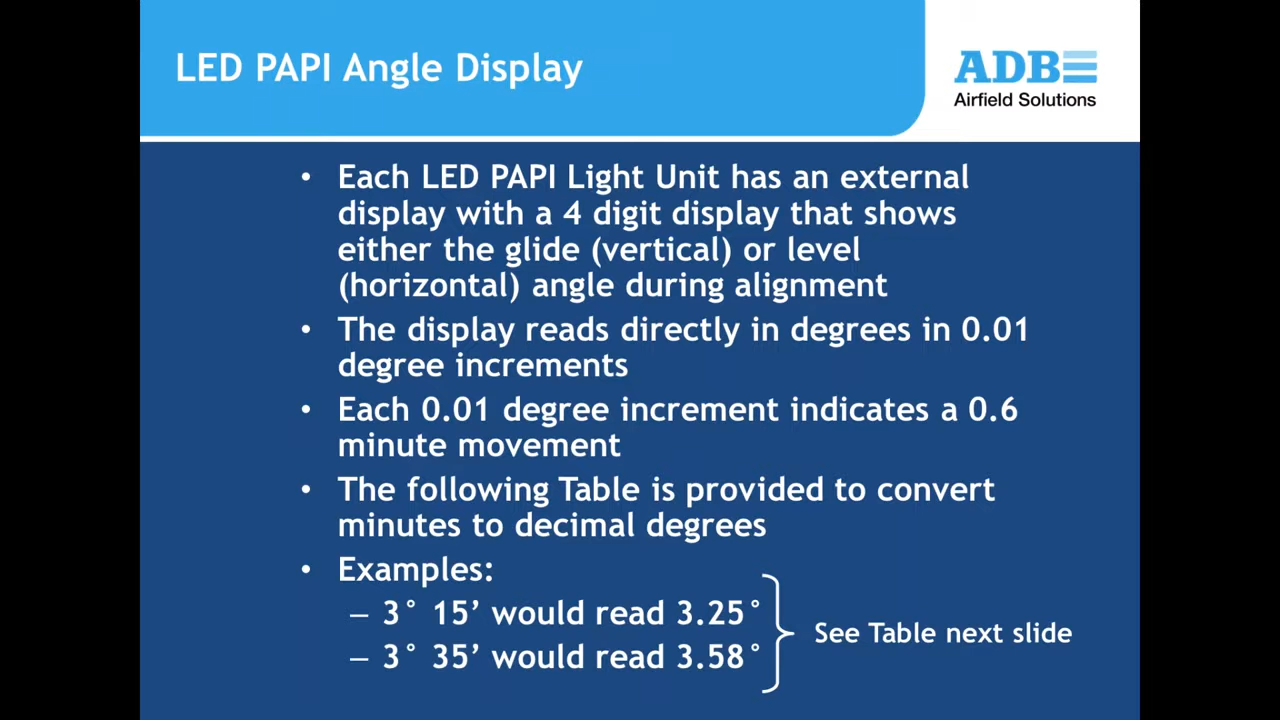 LED PAPI Angle Display
ADB
Airfield Solutions
• Each LED PAPI Light Unit has an external
display with a 4 digit display that shows
either the glide (vertical) or level
(horizontal) angle during alignment
• The display reads directly in degrees in 0.01
degree increments
• Each 0.01 degree increment indicates a 0.6
minute movement
• The following Table is provided to convert
minutes to decimal degrees
• Examples:
– 3° 15’ would read 3.25°
– 3° 35’ would read 3.58°
See Table next slide